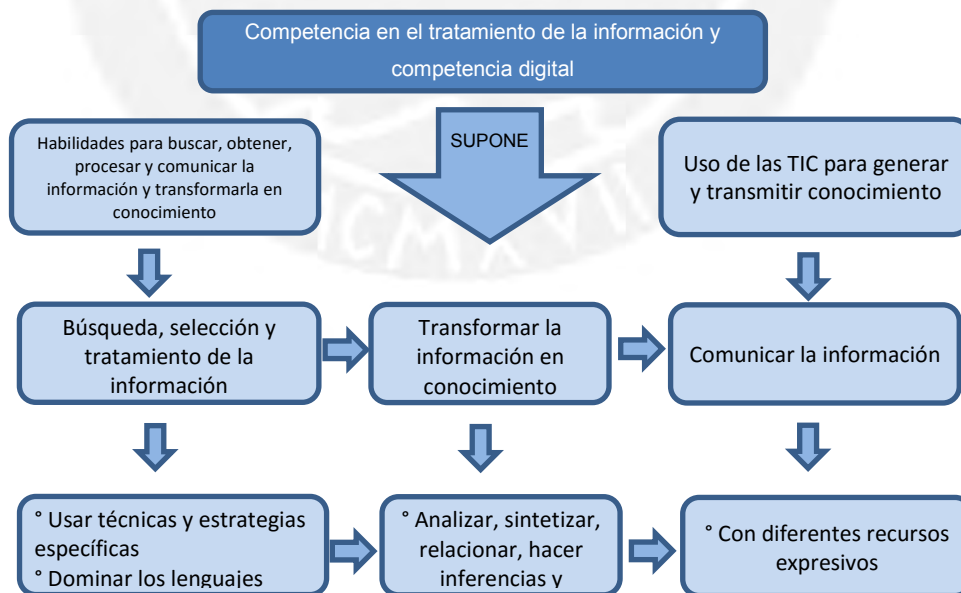 Competencia en el tratamiento de la información y
competencia digital
SUPONE
Habilidades para buscar, obtener,
procesar y comunicar la
información y transformarla en
conocimiento
Uso de las TIC para generar
y transmitir conocimiento
Búsqueda, selección y
tratamiento de la
información
Transformar la
información en
conocimiento
Comunicar la información
° Usar técnicas y estrategias
específicas
° Dominar los lenguajes
° Analizar, sintetizar,
relacionar, hacer
inferencias y
° Con diferentes recursos
expresivos